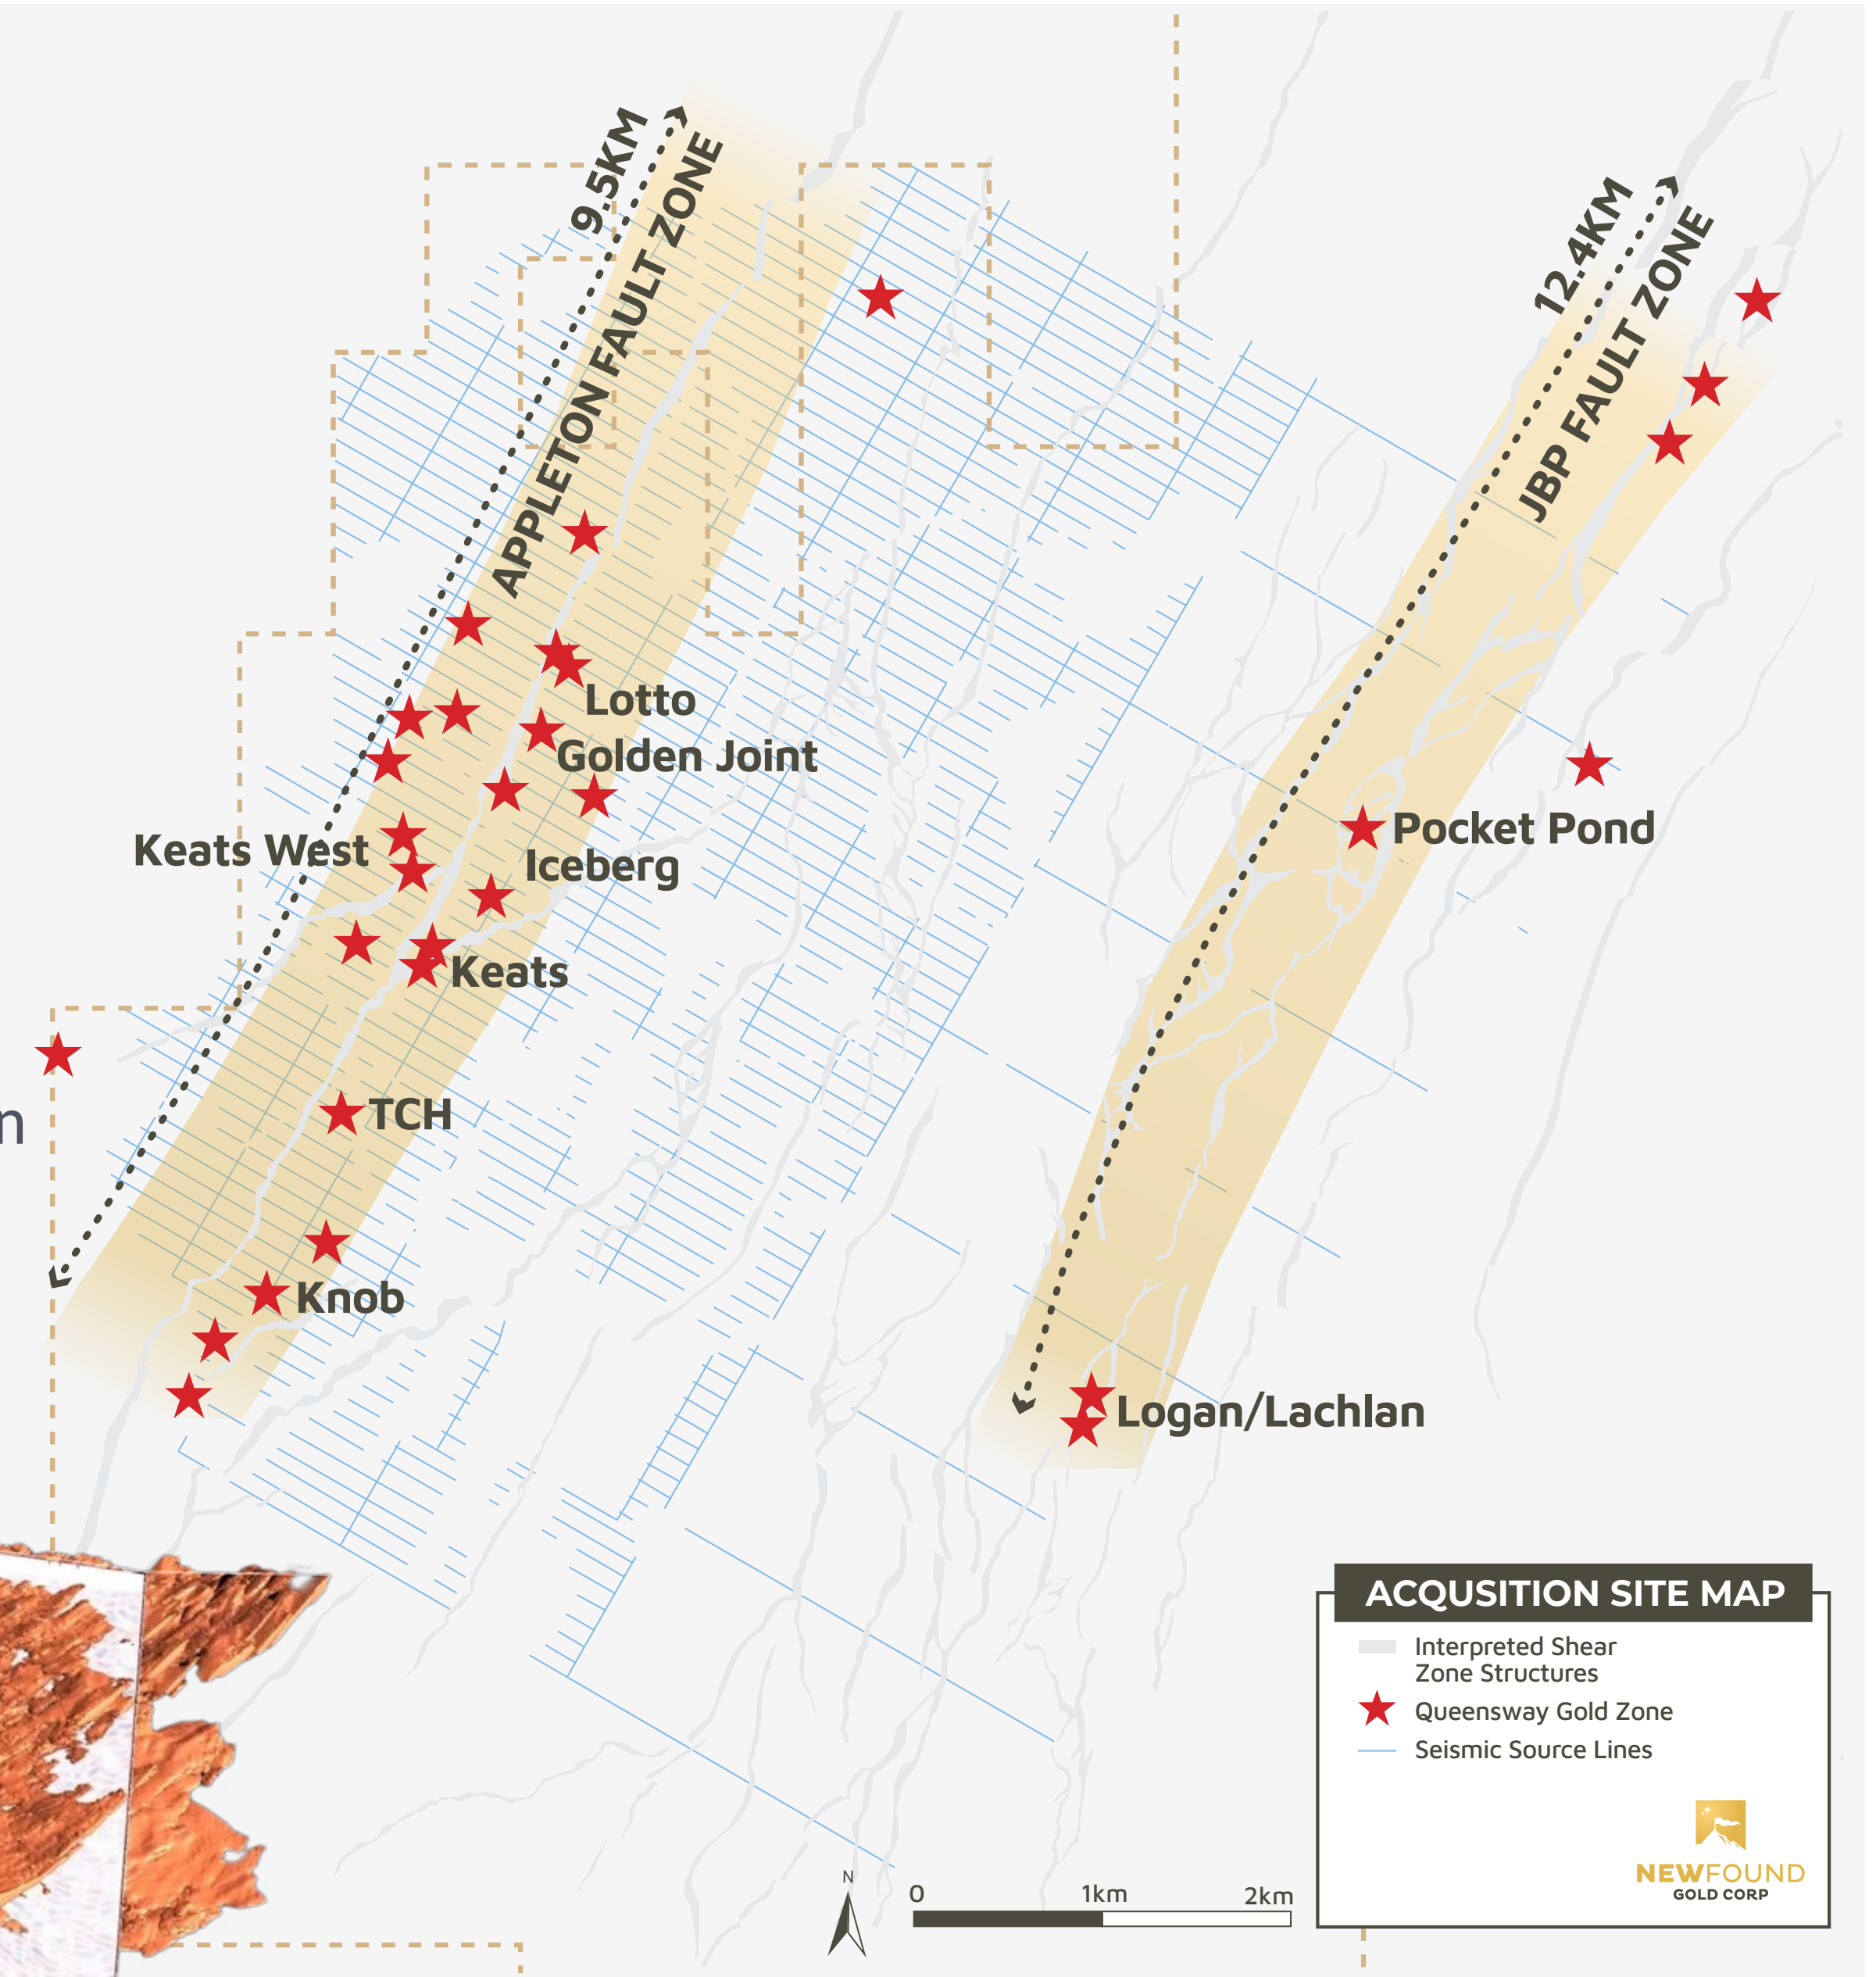 9.5KM
APPLETON FAULT ZONE
12.4KM
JBP FAULT ZONE
Lotto
Golden Joint
Keats West
Iceberg
Pocket Pond
Keats
n
TCH
Knob
Logan/Lachlan
ACQUSITION SITE MAP
Interpreted Shear
Zone Structures
Queensway Gold Zone
Seismic Source Lines
NEWFOUND
GOLD CORP
N
0 1km 2km